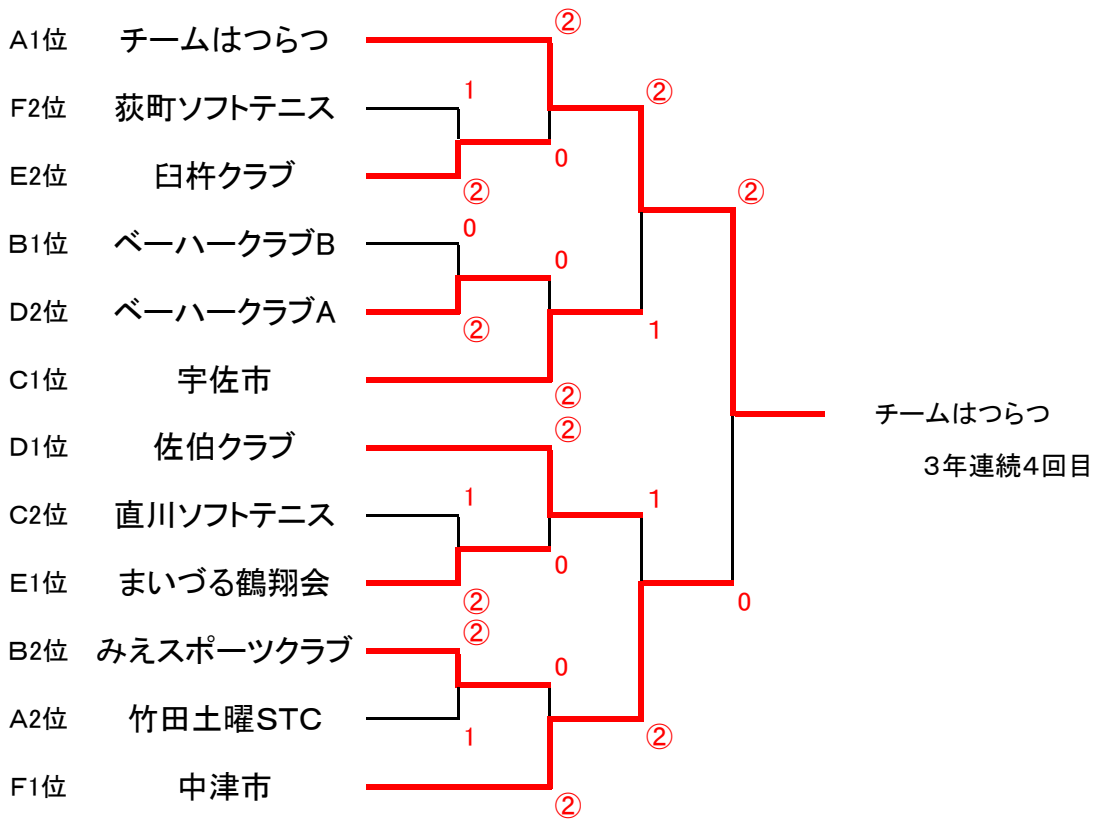 ②
A1位 チームはつらつ
1
②
F2位 荻町ソフトテニス
0
E2位 臼杵クラブ
②
②
0
B1位 ベーハークラブB
0
D2位 ベーハークラブA
②
1
C1位 宇佐市
②
チームはつらつ
②
D1位 佐伯クラブ
3年連続4回目
1
1
C2位 直川ソフトテニス
0
E1位 まいづる鶴翔会
②
0
②
B2位 みえスポーツクラブ
0
A2位 竹田土曜STC
1
②
F1位 中津市
②